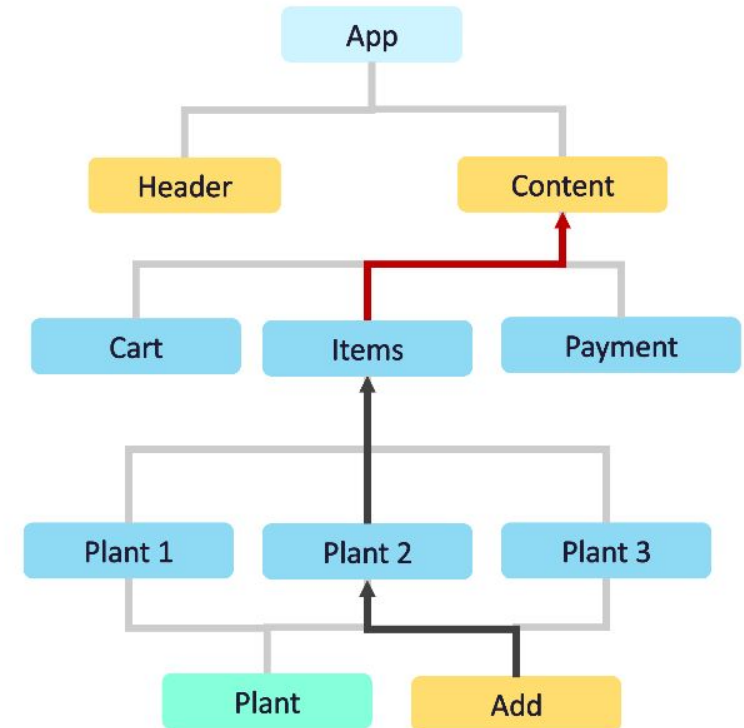 App
Header
Content
Cart
Items
Payment
Plant 1
Plant 2
Plant 3
Plant
Add